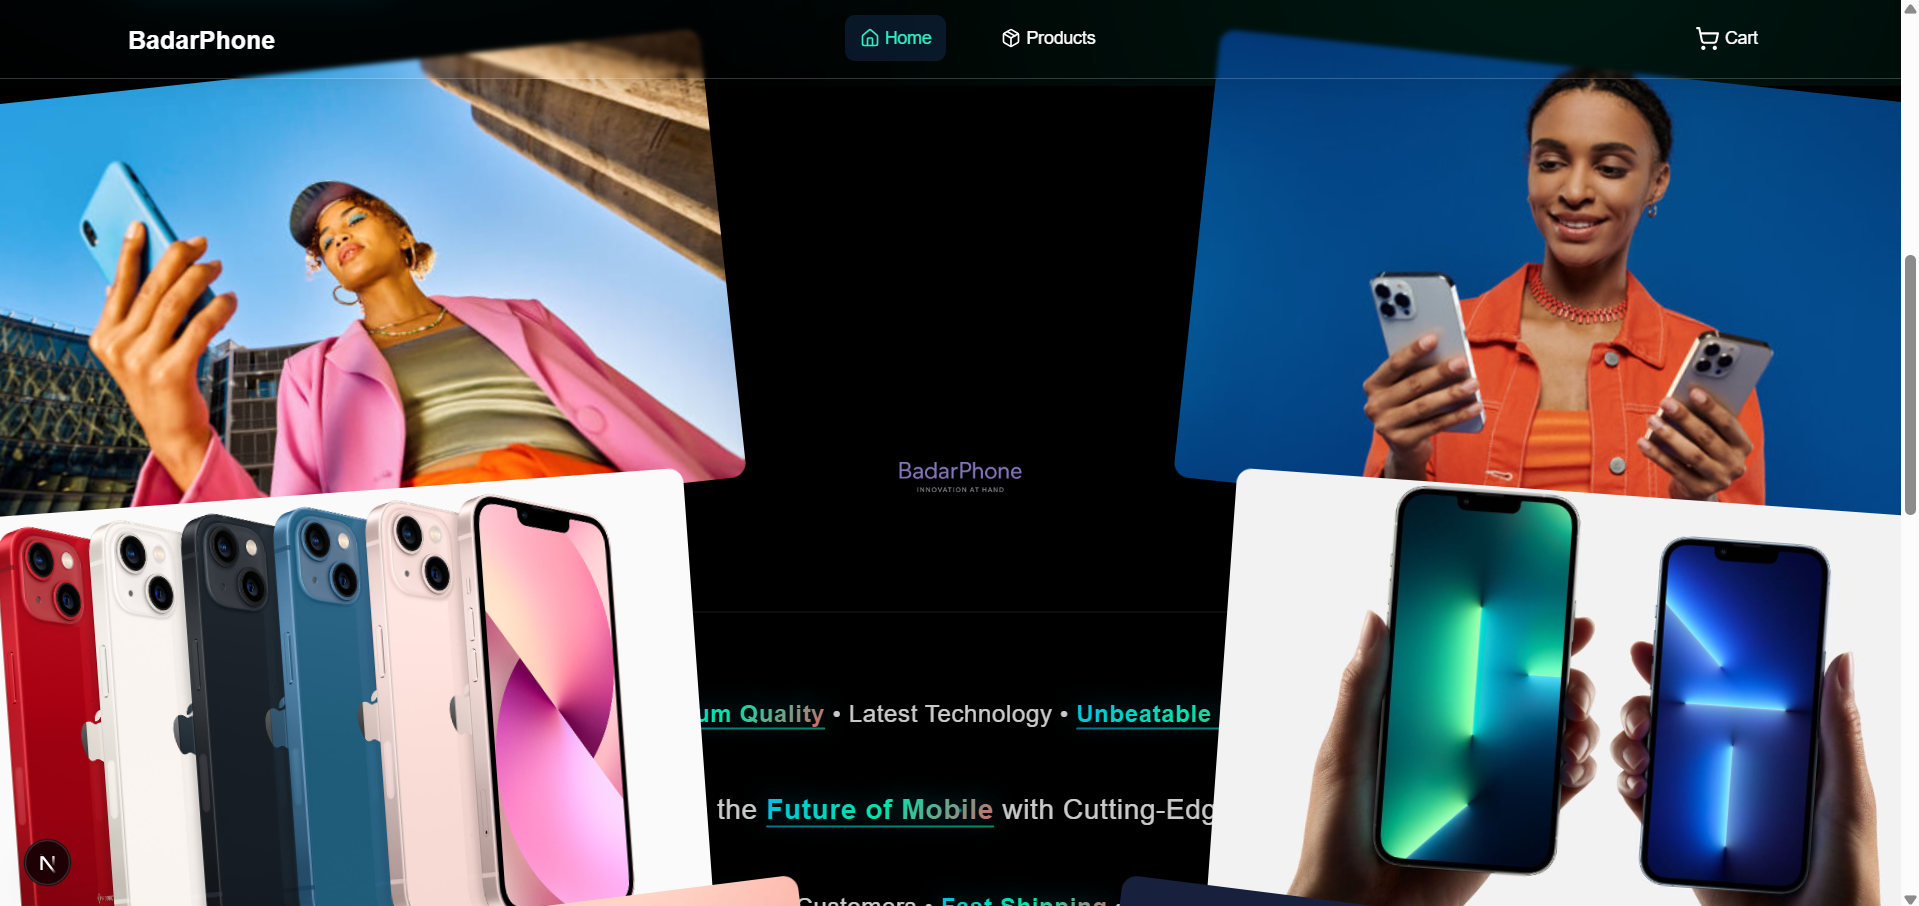 BadarPhone
Home
Products
Cart
BadarPhone
INNOVATION AT HAND
um Quality • Latest Technology • Unbeatable
the Future of Mobile with Cutting-Edg
Customers • Fast Shipping •
N